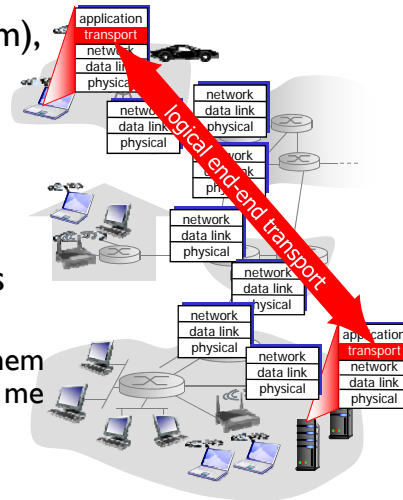 m),
application
transport
network
data link
physical
network
data link
physical
network
data link
physical
network
data link
physical
logical end-end transport
network
data link
physical
network
data link
physical
s
network
data link
physical
hem
me
network
data link
physical
application
transport
network
data link
physical